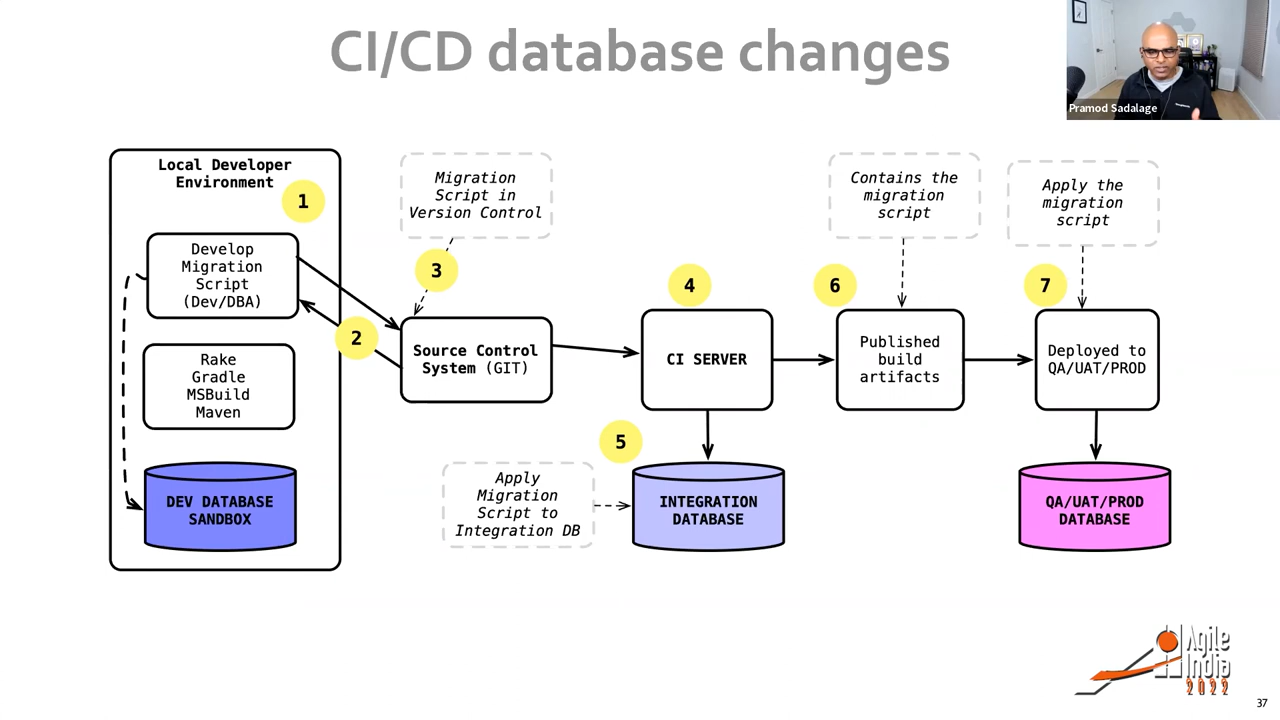 CI/CD database changes
Pramod Sadalage
Local Developer
Environment
1
Develop
Migration
Script
(Dev/DBA)
Rake
Gradle
MSBuild
Maven
DEV DATABASE
SANDBOX
2
Migration
Script in
Version Control
3
Source Control
System (GIT)
4
CI SERVER
5
Apply
Migration
Script to
Integration DB
INTEGRATION
DATABASE
Contains the
migration
script
6
Published
build
artifacts
Apply the
migration
script
7
Deployed to
QA/UAT/PROD
QA/UAT/PROD
DATABASE
Agile
India
2022
37